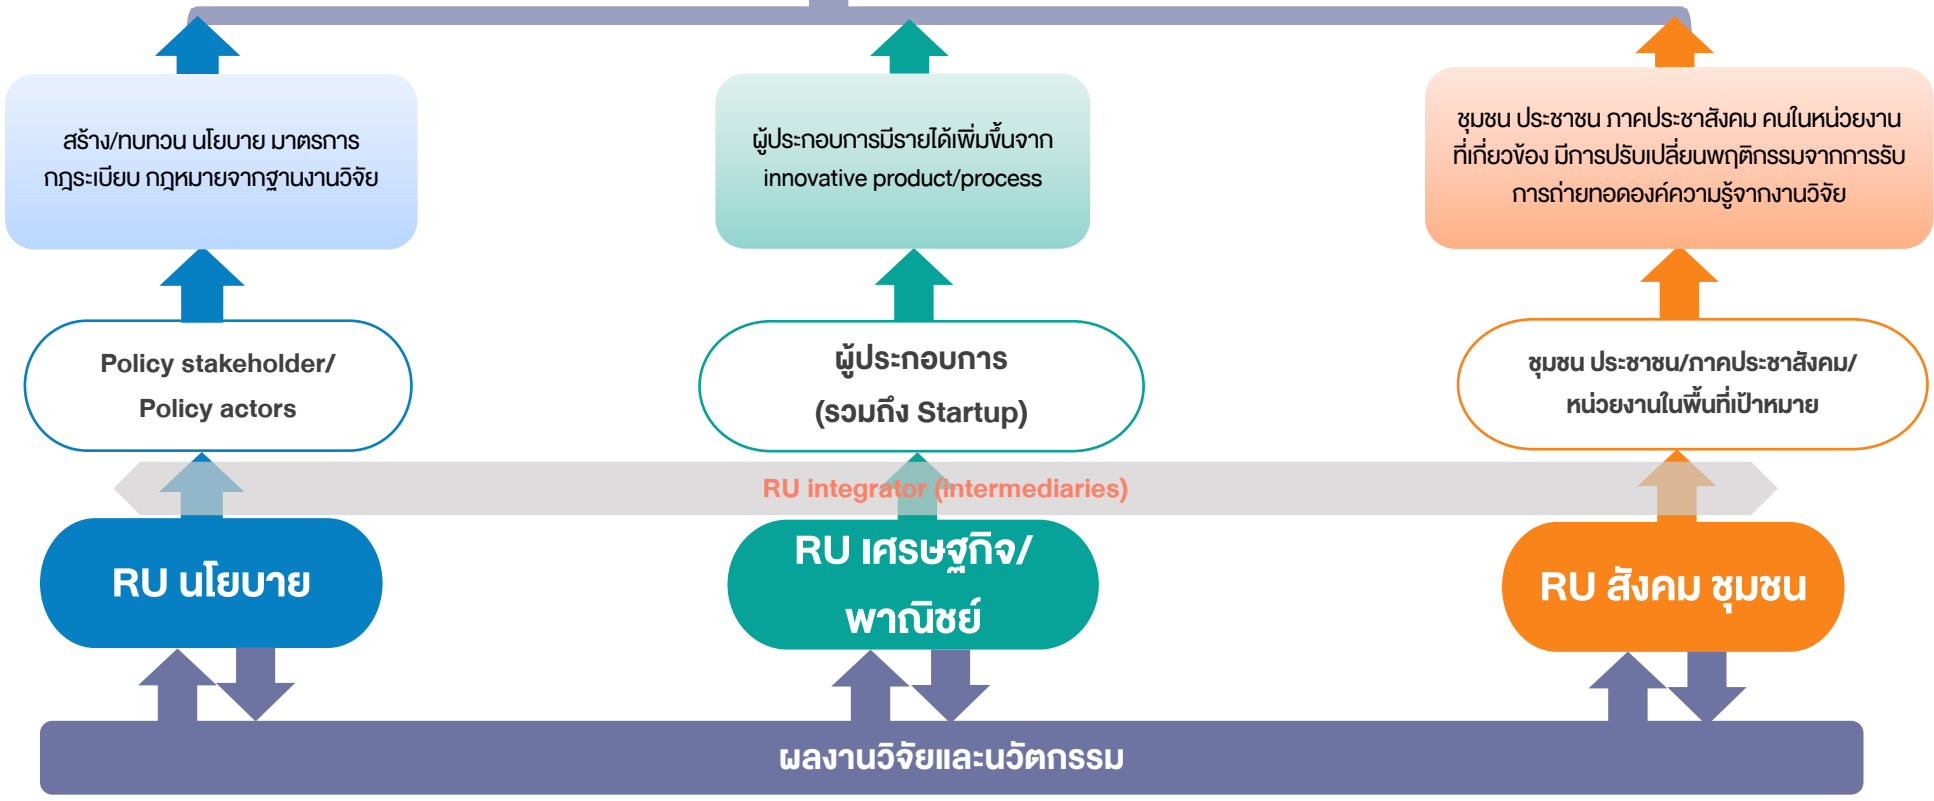 สร้าง/ทบทวน นโยบาย มาตรการ
กฎระเบียบ กฎหมายจากฐานงานวิจัย
ผู้ประกอบการมีรายได้เพิ่มขึ้นจาก
innovative product/process
ชุมชน ประชาชน ภาคประชาสังคม คนในหน่วยงาน
ที่เกี่ยวข้อง มีการปรับเปลี่ยนพฤติกรรมจากการรับ
การถ่ายทอดองค์ความรู้จากงานวิจัย
Policy stakeholder/
Policy actors
ผู้ประกอบการ
(รวมถึง Startup)
ชุมชน ประชาชน/ภาคประชาสังคม/
หน่วยงานในพื้นที่เป้าหมาย
RU integrator (intermediaries)
RU นโยบาย
RU เศรษฐกิจ/
พาณิชย์
RU สังคม ชุมชน
ผลงานวิจัยและนวัตกรรม